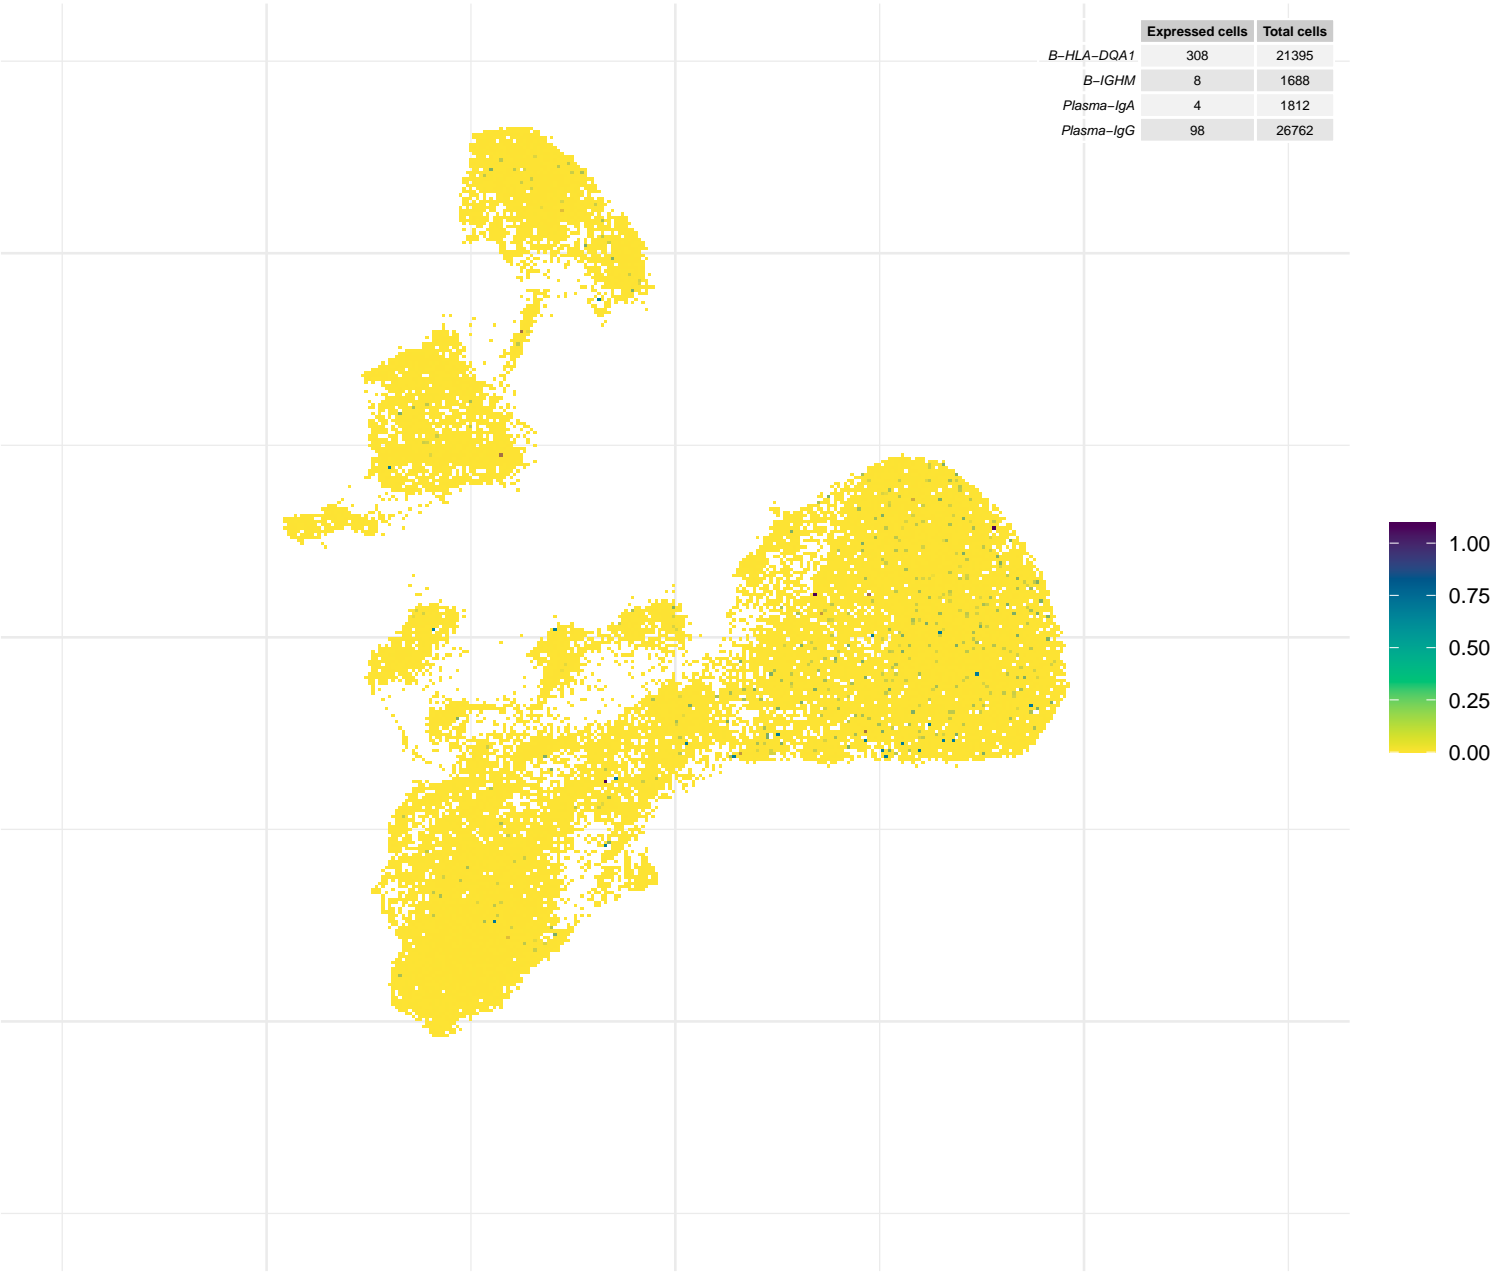 Expressed cells Total cells
B−HLA−DQA1 308 21395
B−IGHM 8 1688
Plasma−IgA 4 1812
Plasma−IgG 98 26762
1.00
0.75
0.50
0.25
0.00